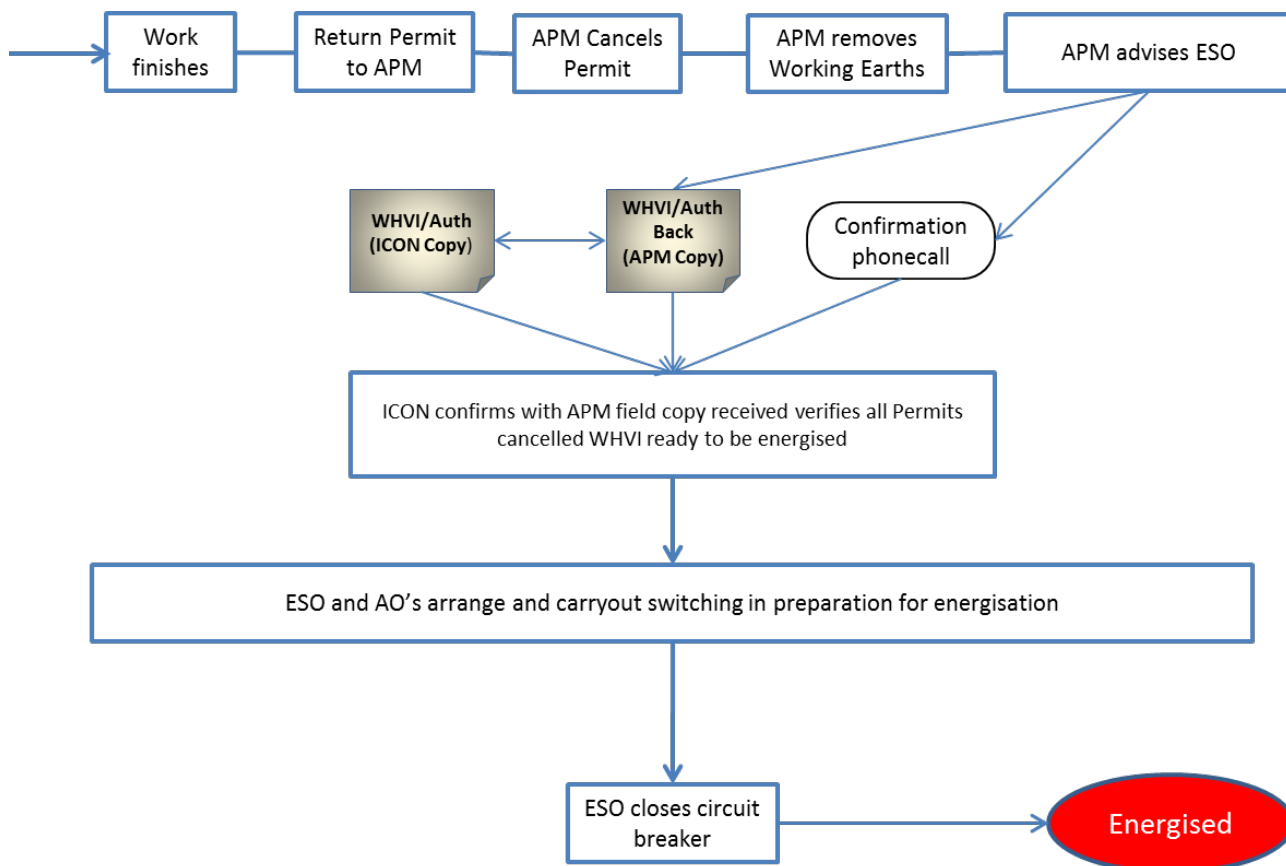 Work
finishes
Return Permit
to APM
APM Cancels
Permit
APM removes
Working Earths
APM advises ESO
WHVI/Auth
(ICON Copy)
WHVI/Auth
Back
(APM Copy)
Confirmation
phonecall
ICON confirms with APM field copy received verifies all Permits
cancelled WHVI ready to be energised
ESO and AO’s arrange and carryout switching in preparation for energisation
ESO closes circuit
breaker
Energised